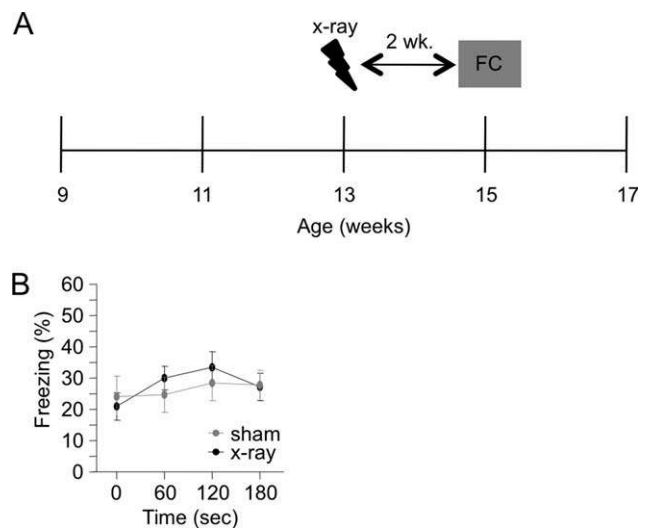 A
x-ray
2 wk.
FC
9 11 13 15 17
Age (weeks)
B
60
50
40
30
20
10
0
Freezing (%)
sham
x-ray
0 60 120 180
Time (sec)